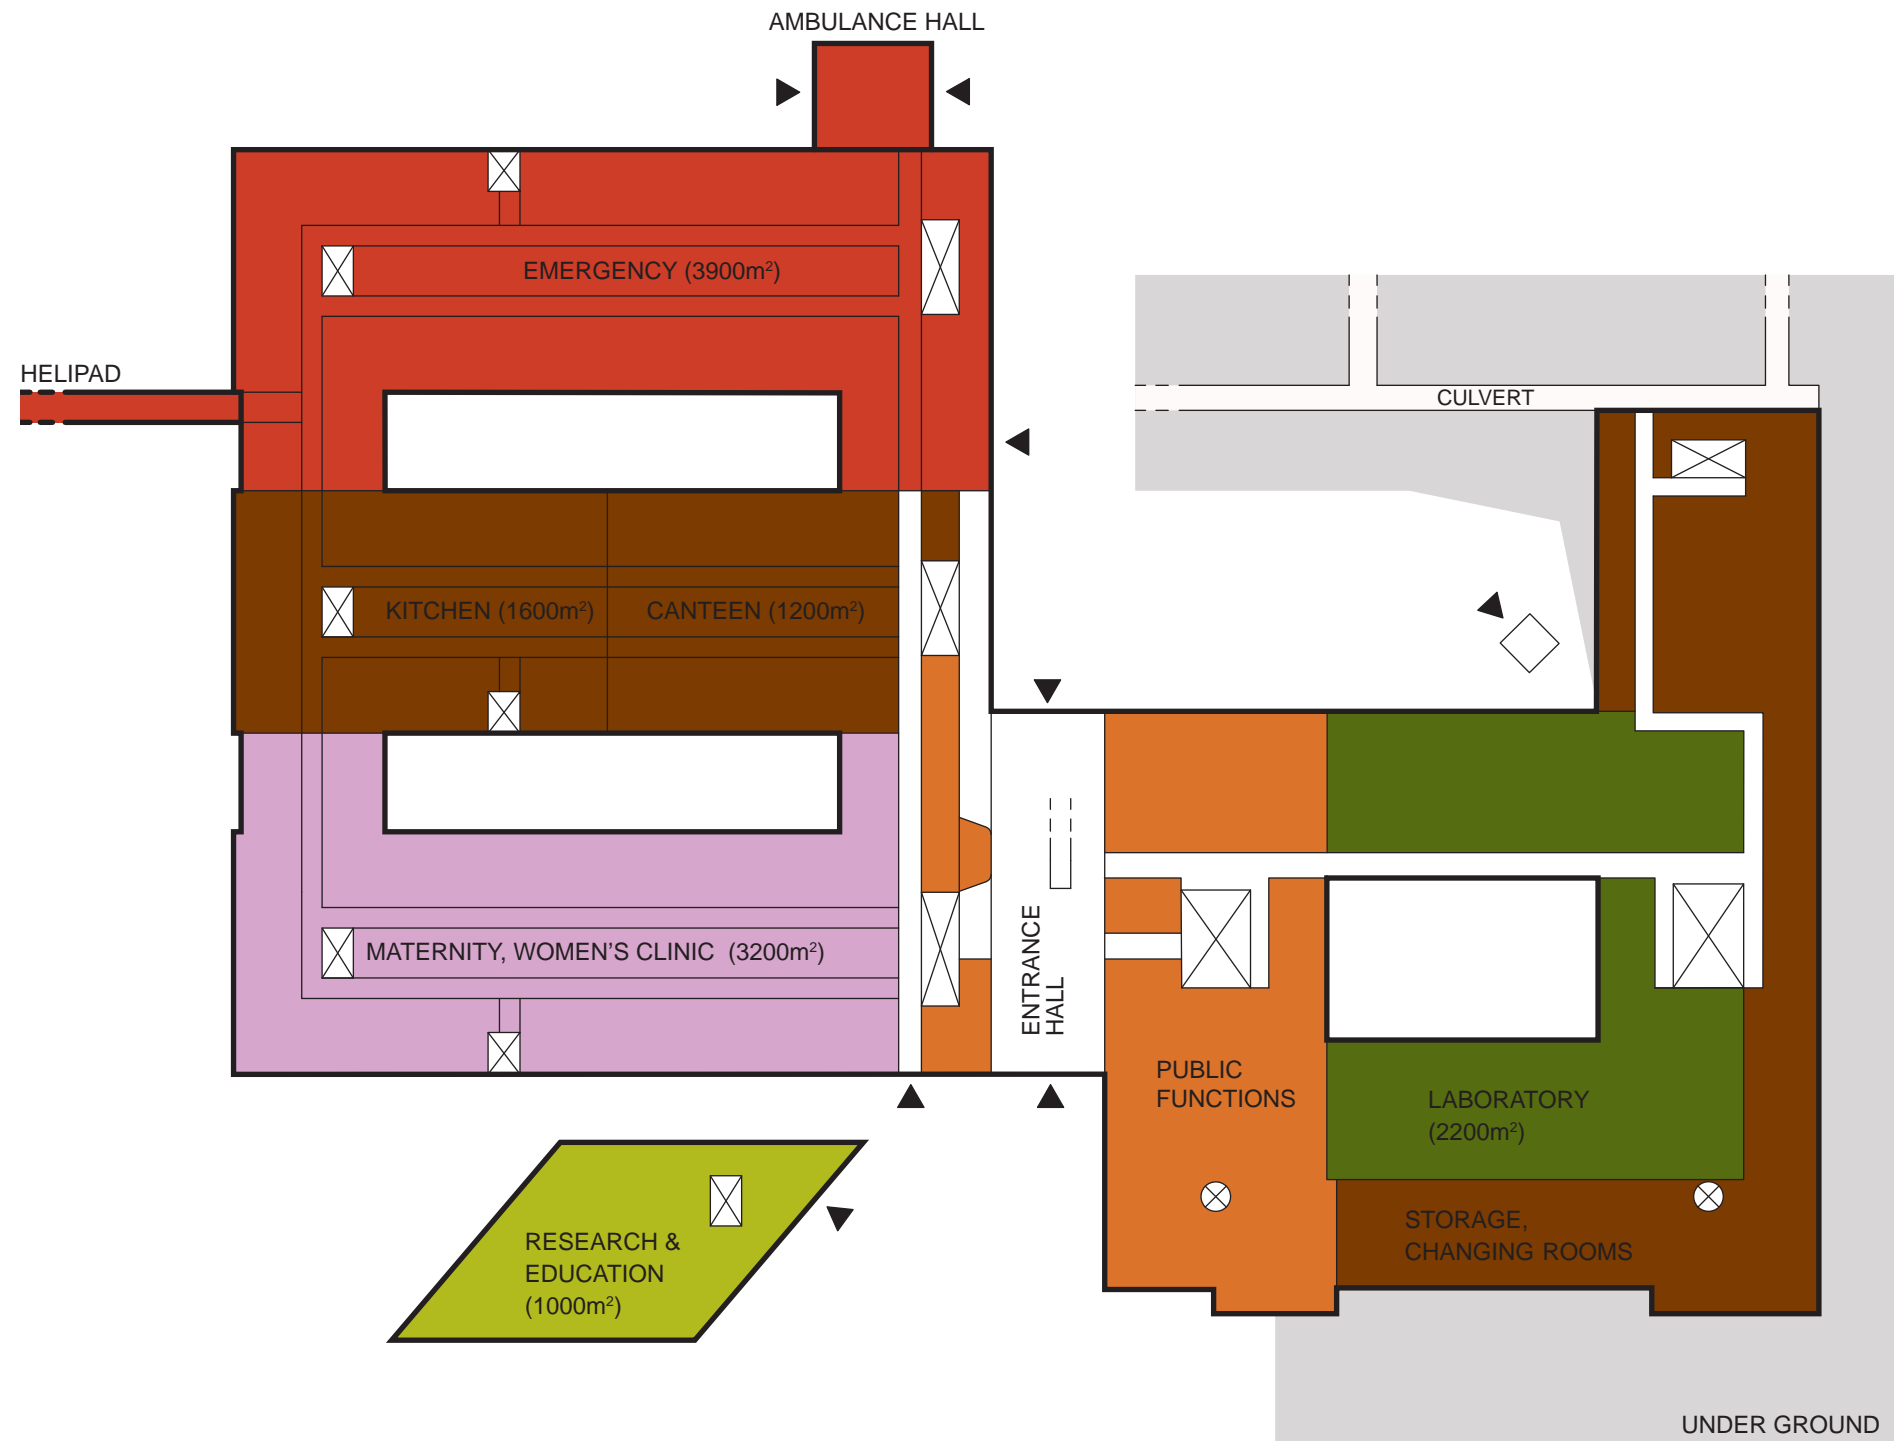 AMBULANCE HALL
EMERGENCY (3900m²)
HELIPAD
CULVERT
KITCHEN (1600m²)
CANTEEN (1200m²)
MATERNITY, WOMEN’S CLINIC (3200m²)
ENTRANCE
HALL
PUBLIC
FUNCTIONS
LABORATORY
(2200m²)
STORAGE,
CHANGING ROOMS
RESEARCH &
EDUCATION
(1000m²)
UNDER GROUND